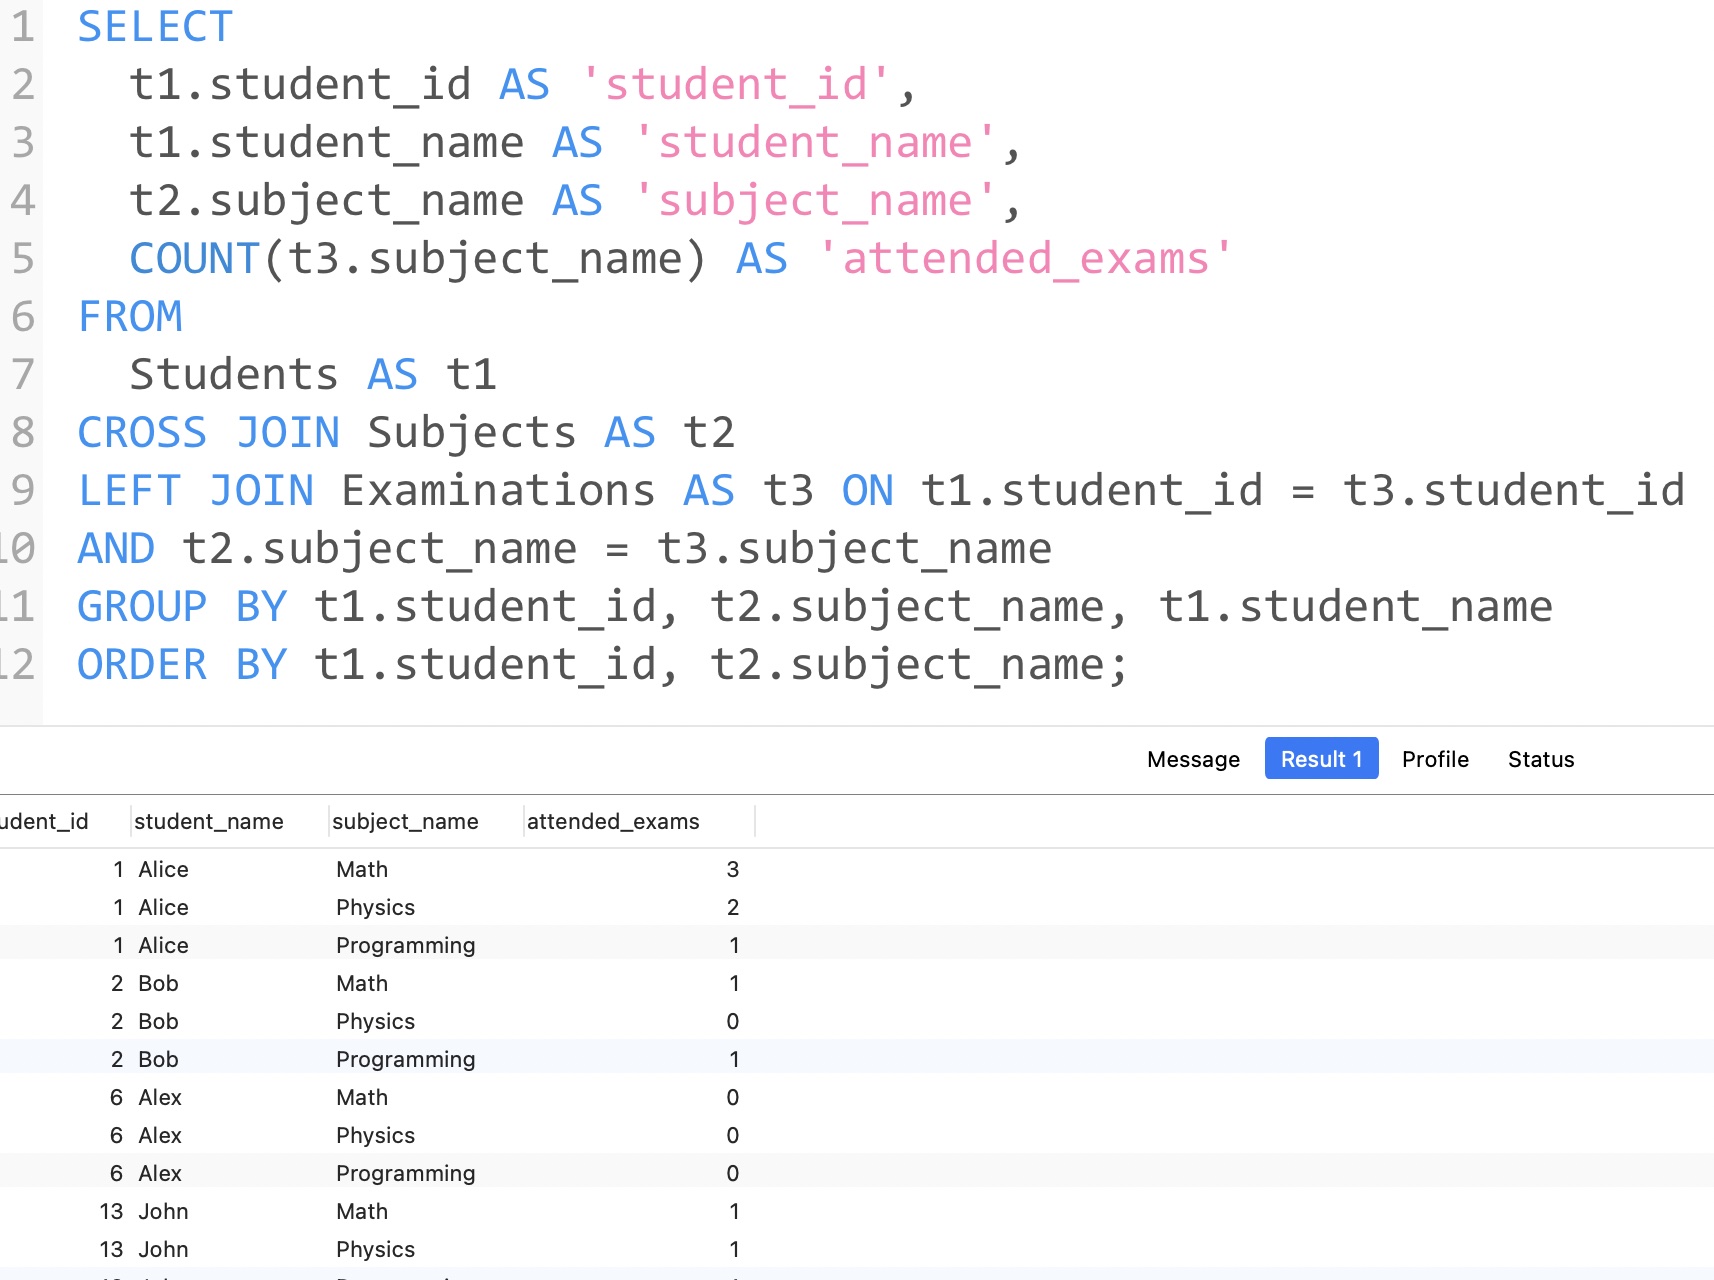 1 SELECT
2 t1.student_id AS 'student_id',
3 t1.student_name AS 'student_name',
4 t2.subject_name AS 'subject_name',
5 COUNT(t3.subject_name) AS 'attended_exams'
6 FROM
7 Students AS t1
8 CROSS JOIN Subjects AS t2
9 LEFT JOIN Examinations AS t3 ON t1.student_id = t3.student_id
10 AND t2.subject_name = t3.subject_name
11 GROUP BY t1.student_id, t2.subject_name, t1.student_name
12 ORDER BY t1.student_id, t2.subject_name;
Message Result 1 Profile Status
udent_id student_name subject_name attended_exams
1 Alice Math 3
1 Alice Physics 2
1 Alice Programming 1
2 Bob Math 1
2 Bob Physics 0
2 Bob Programming 1
6 Alex Math 0
6 Alex Physics 0
6 Alex Programming 0
13 John Math 1
13 John Physics 1